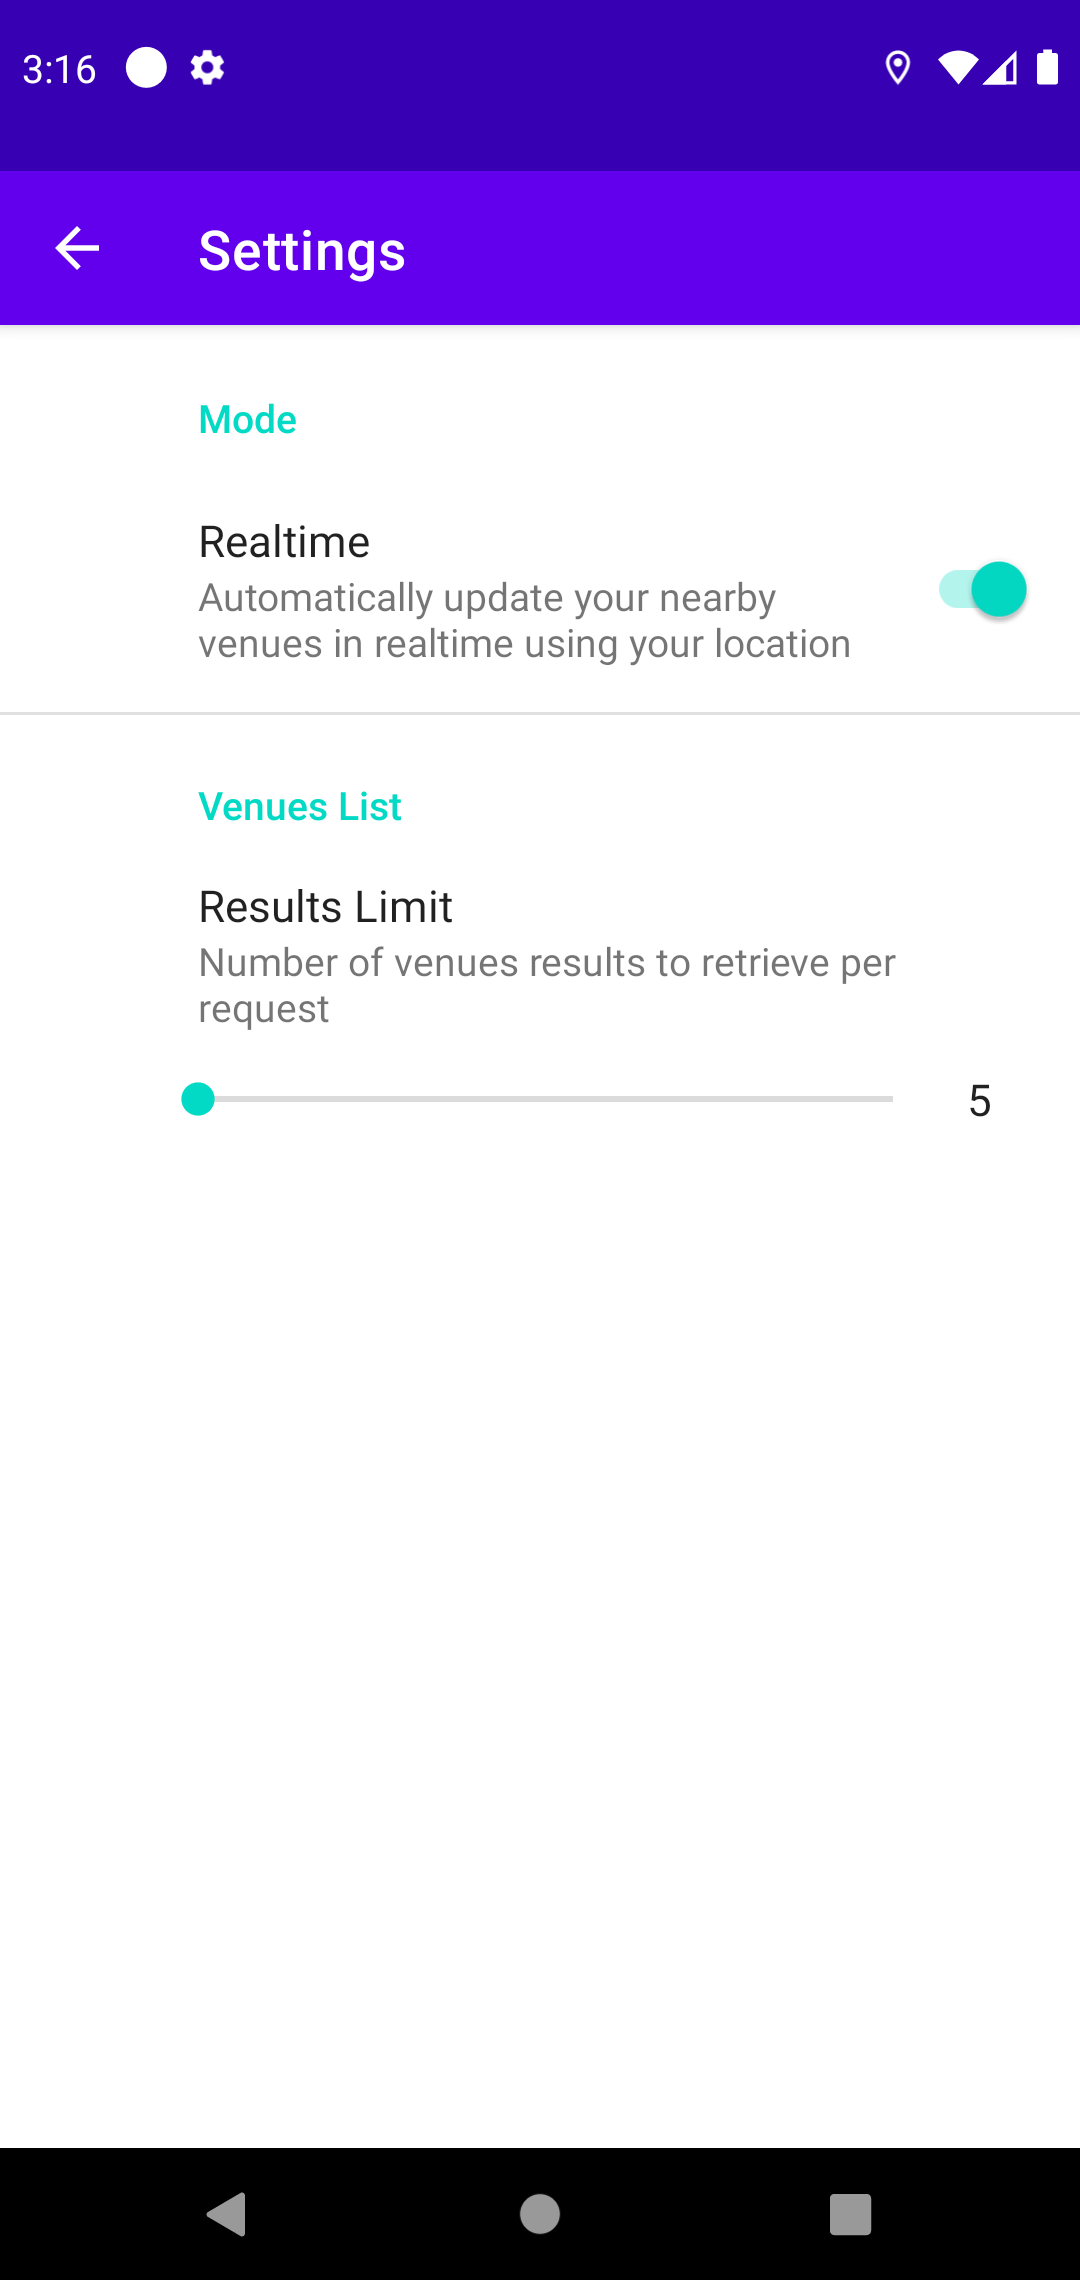 3:16
Settings
Mode
Realtime
Automatically update your nearby
venues in realtime using your location
Venues List
Results Limit
Number of venues results to retrieve per
request
5